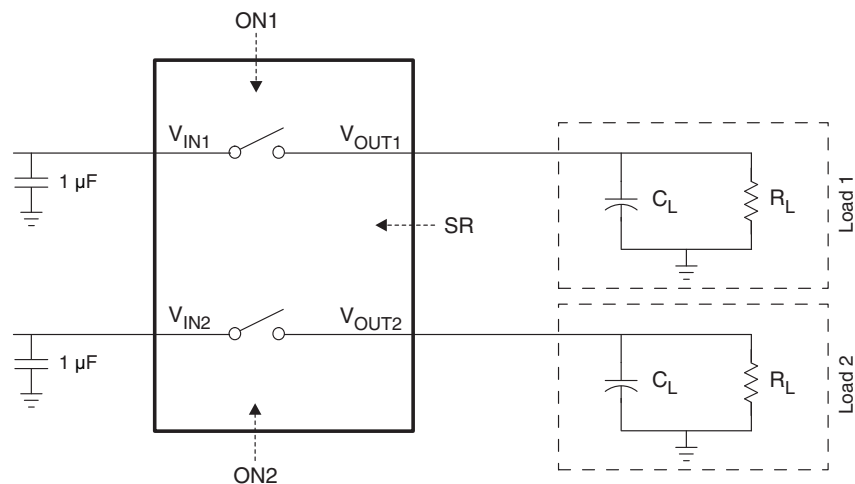 ON1
VIN1
VOUT1
1 µF
CL
RL
Load 1
SR
VIN2
VOUT2
1 µF
CL
RL
Load 2
ON2